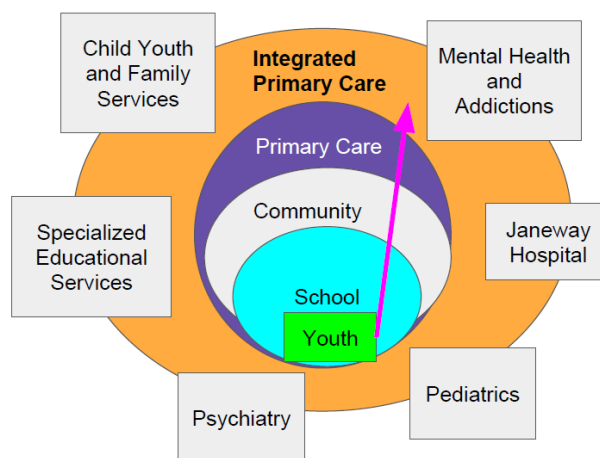 Child Youth
and Family
Services
Integrated
Primary Care
Mental Health
and
Addictions
Primary Care
Community
Specialized
Educational
Services
Janeway
Hospital
School
Youth
Psychiatry
Pediatrics